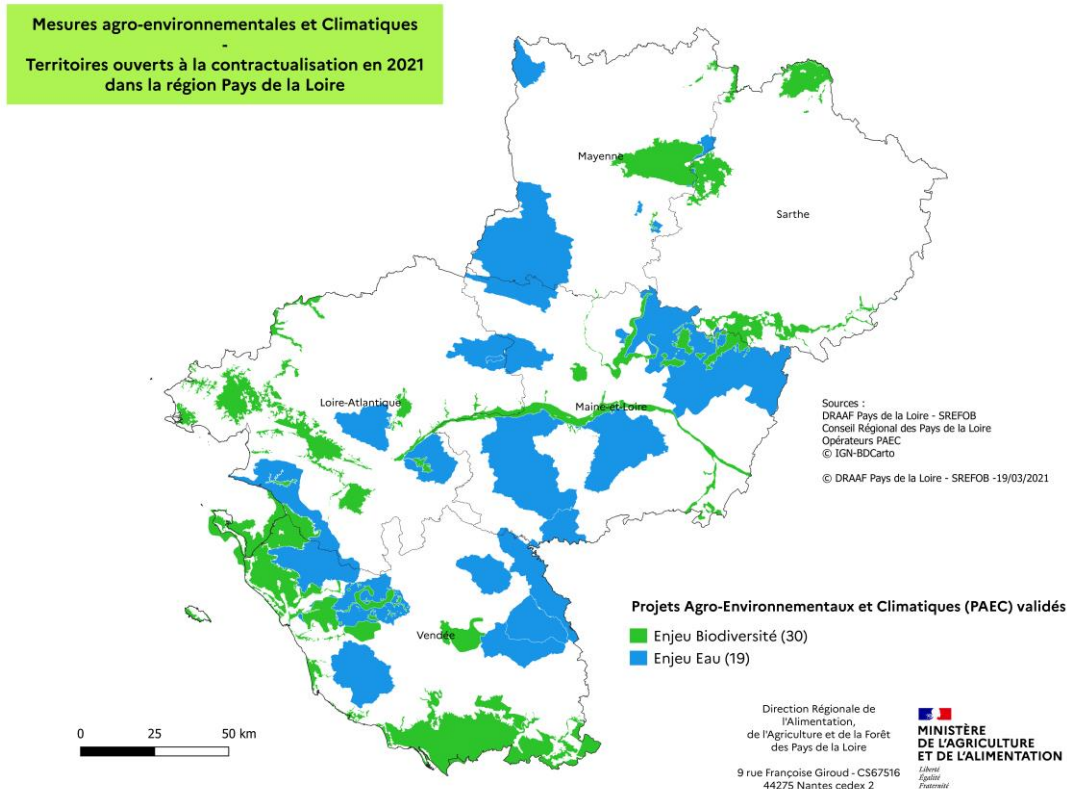 Mesures agro-environnementales et Climatiques
-
Territoires ouverts à la contractualisation en 2021
dans la région Pays de la Loire
Mayenne
Sarthe
Loire-Atlantique
Maine-et-Loire
Vendée
Sources :
DRAAF Pays de la Loire - SREFOB
Conseil Régional des Pays de la Loire
Opérateurs PAEC
© IGN-BDCarto
© DRAAF Pays de la Loire - SREFOB -19/03/2021
Projets Agro-Environnementaux et Climatiques (PAEC) validés
Enjeu Biodiversité (30)
Enjeu Eau (19)
0 25 50 km
Direction Régionale de
l'Alimentation,
de l'Agriculture et de la Forêt
des Pays de la Loire
9 rue Françoise Giroud - CS67516
44275 Nantes cedex 2
MINISTÈRE
DE L'AGRICULTURE
ET DE L'ALIMENTATION
Liberté
Égalité
Fraternité